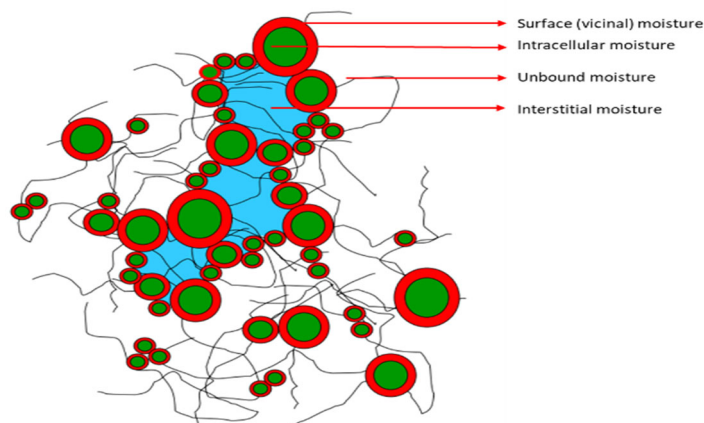 Surface (vicinal) moisture
Intracellular moisture
Unbound moisture
Interstitial moisture